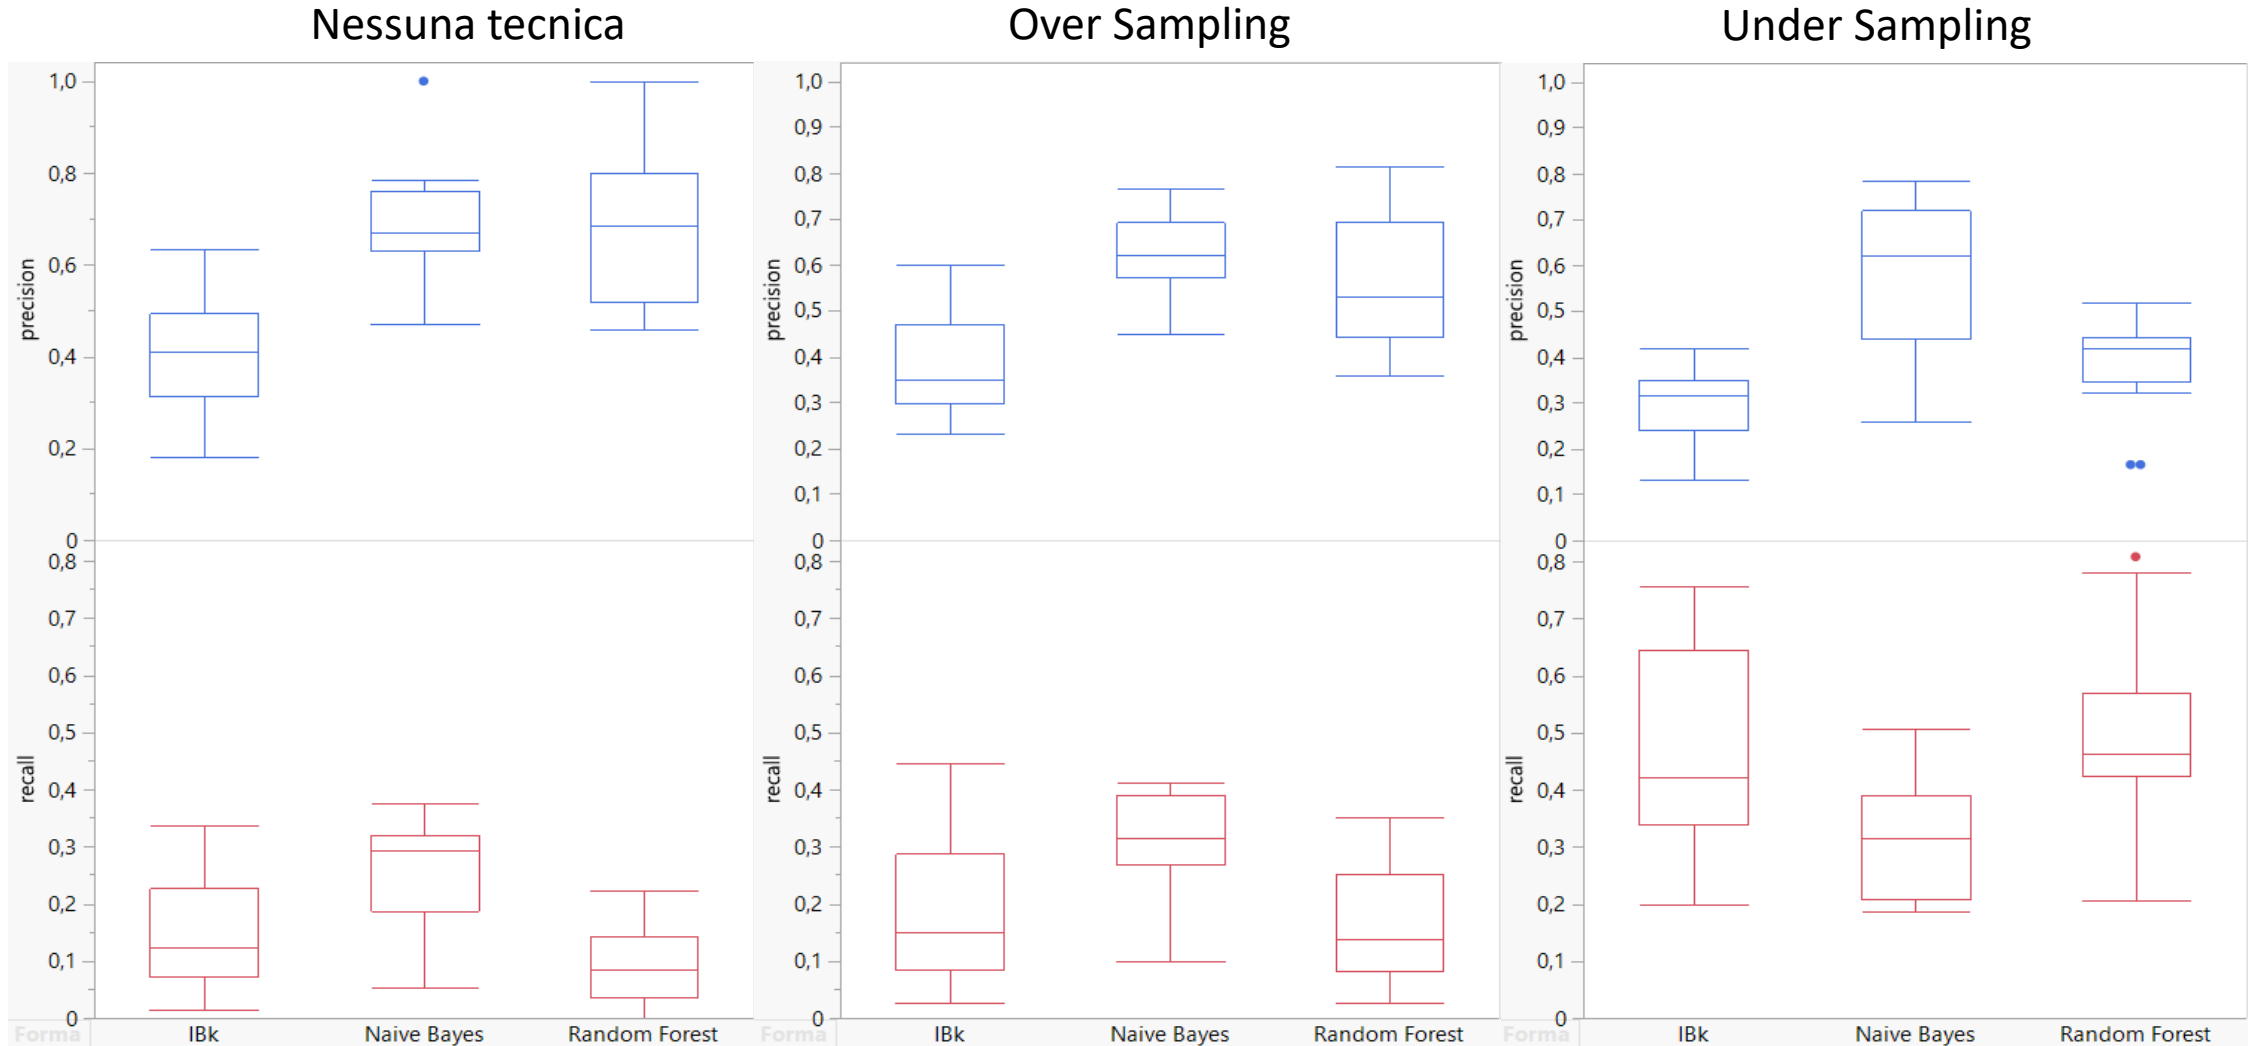 Nessuna tecnica
Over Sampling
Under Sampling
1,0
0,8
0,6
0,4
0,2
0
precision
0,8
0,7
0,6
0,5
0,4
0,3
0,2
0,1
0
recall
Forma
IBk
Naive Bayes
Random Forest
1,0
0,9
0,8
0,7
0,6
0,5
0,4
0,3
0,2
0,1
0
precision
0,8
0,7
0,6
0,5
0,4
0,3
0,2
0,1
0
recall
Forma
IBk
Naive Bayes
Random Forest
1,0
0,9
0,8
0,7
0,6
0,5
0,4
0,3
0,2
0,1
0
precision
0,8
0,7
0,6
0,5
0,4
0,3
0,2
0,1
0
recall
Forma
IBk
Naive Bayes
Random Forest